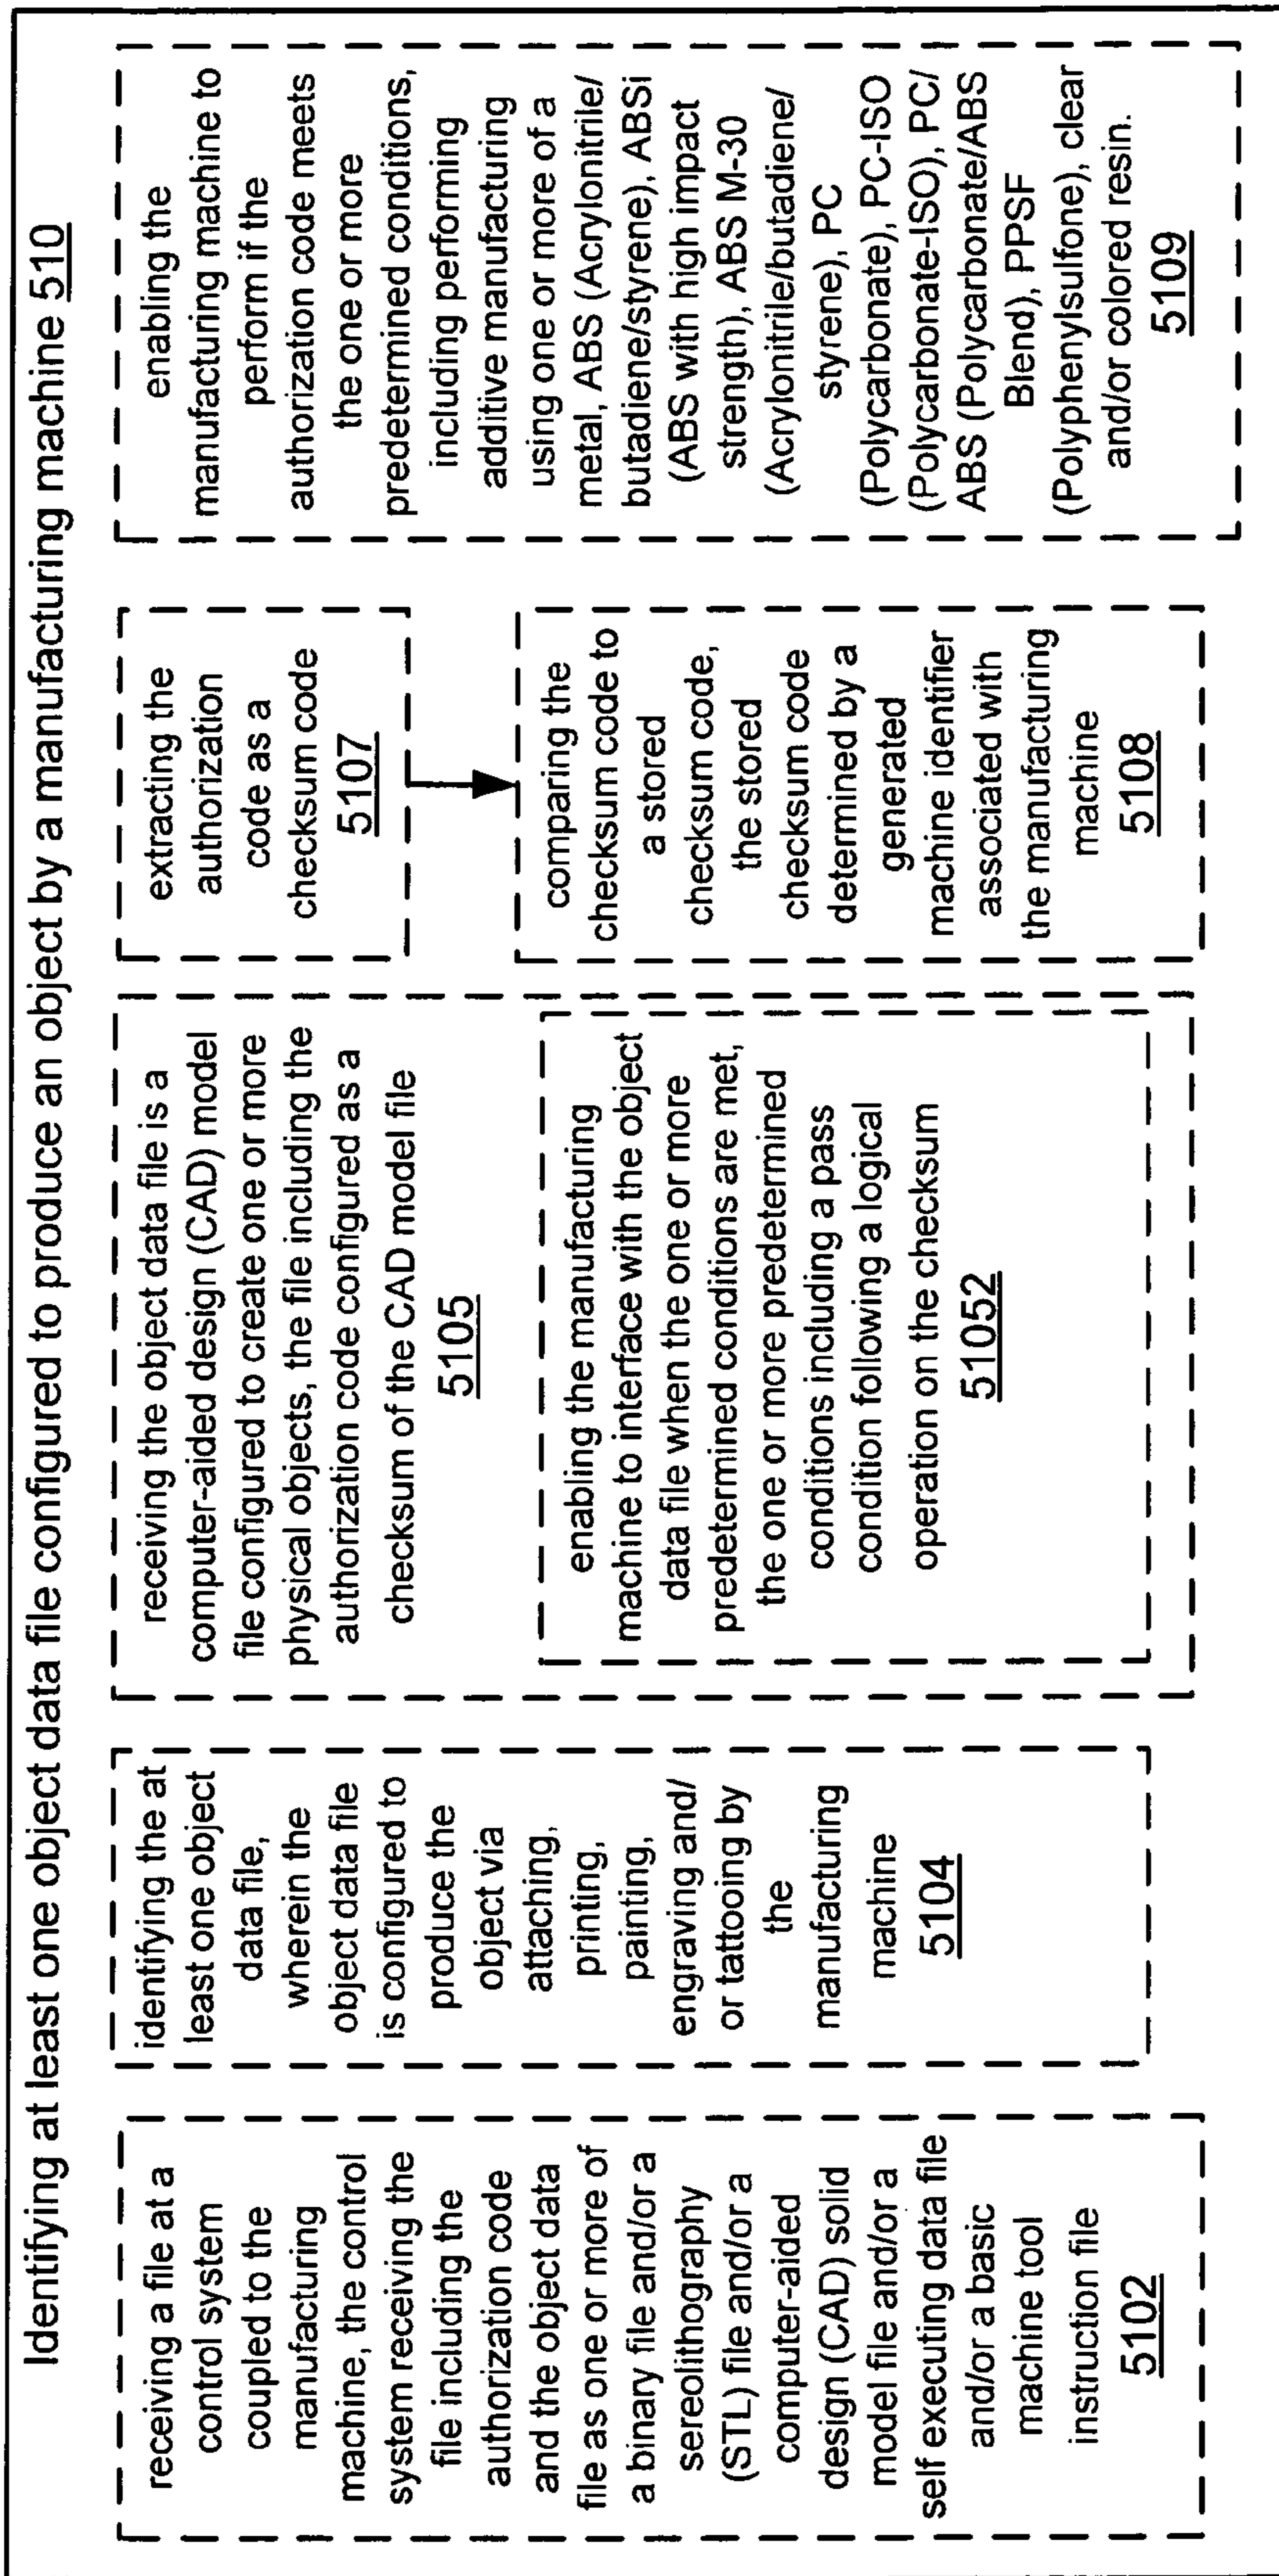 Identifying at least one object data file configured to produce an object by a manufacturing machine 510
receiving a file at a
control system
coupled to the
manufacturing
machine, the control
system receiving the
file including the
authorization code
and the object data
file as one or more of
a binary file and/or a
sereolithography
(STL) file and/or a
computer-aided
design (CAD) solid
model file and/or a
self executing data file
and/or a basic
machine tool
instruction file
5102
identifying the at
least one object
data file,
wherein the
object data file
is configured to
produce the
object via
attaching,
printing,
painting,
engraving and/
or tattooing by
the
manufacturing
machine
5104
receiving the object data file is a
computer-aided design (CAD) model
file configured to create one or more
physical objects, the file including the
authorization code configured as a
checksum of the CAD model file
5105
enabling the manufacturing
machine to interface with the object
data file when the one or more
predetermined conditions are met,
the one or more predetermined
conditions including a pass
condition following a logical
operation on the checksum
51052
extracting the
authorization
code as a
checksum code
5107
comparing the
checksum code to
a stored
checksum code,
the stored
checksum code
determined by a
generated
machine identifier
associated with
the manufacturing
machine
5108
enabling the
manufacturing machine to
perform if the
authorization code meets
the one or more
predetermined conditions,
including performing
additive manufacturing
using one or more of a
metal, ABS (Acrylonitrile/
butadiene/styrene), ABSi
(ABS with high impact
strength), ABS M-30
(Acrylonitrile/butadiene/
styrene), PC
(Polycarbonate), PC-ISO
(Polycarbonate-ISO), PC/
ABS (Polycarbonate/ABS
Blend), PPSF
(Polyphenylsulfone), clear
and/or colored resin.
5109